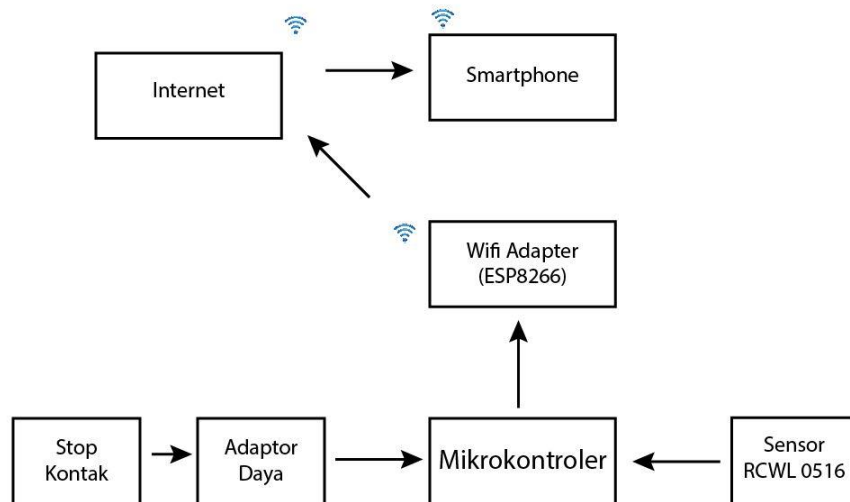 Internet
Smartphone
Wifi Adapter
(ESP8266)
Stop
Kontak
Adaptor
Daya
Mikrokontroler
Sensor
RCWL 0516